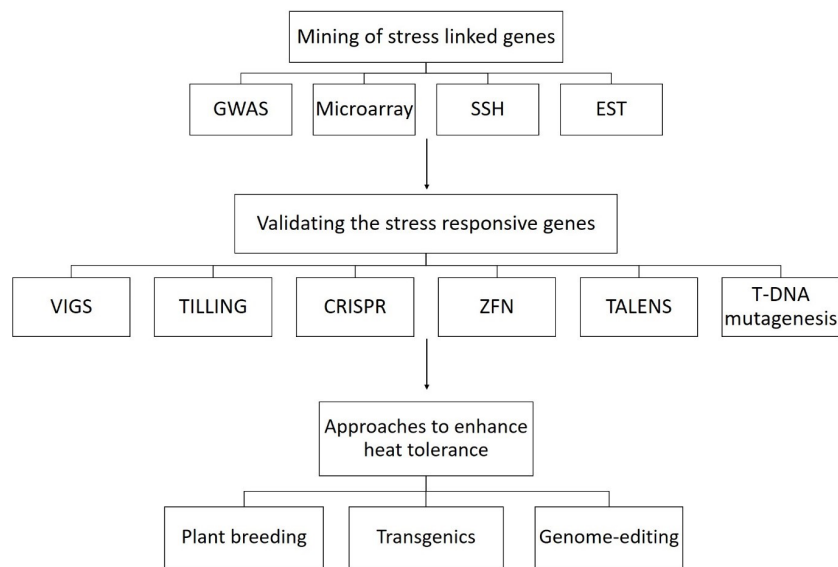 Mining of stress linked genes
GWAS
Microarray
SSH
EST
Validating the stress responsive genes
VIGS
TILLING
CRISPR
ZFN
TALENS
T-DNA
mutagenesis
Approaches to enhance
heat tolerance
Plant breeding
Transgenics
Genome-editing